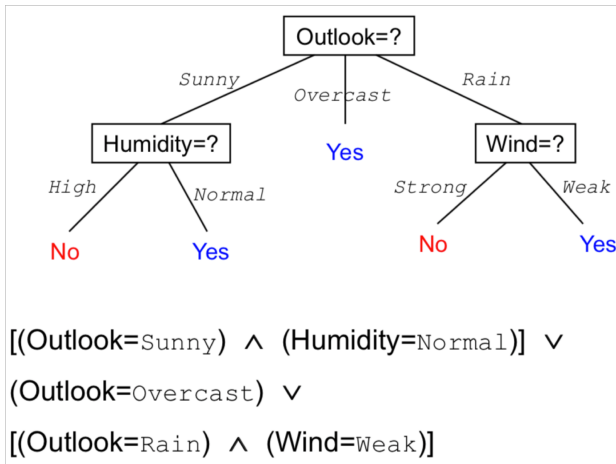 Outlook=?
Sunny
Overcast
Rain
Humidity=?
Yes
Wind=?
High
Normal
Strong
Weak
No
Yes
No
Yes
[(Outlook=Sunny) ∧ (Humidity=Normal)] ∨
(Outlook=Overcast) ∨
[(Outlook=Rain) ∧ (Wind=Weak)]